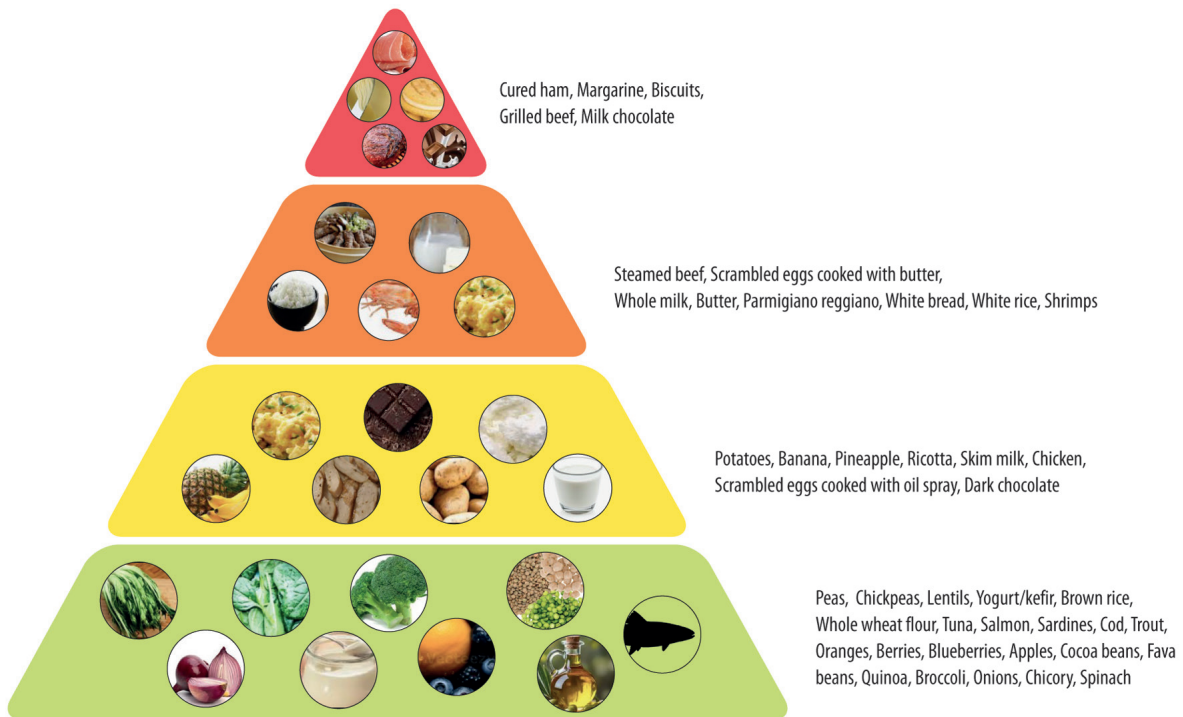 Cured ham, Margarine, Biscuits,
Grilled beef, Milk chocolate
Steamed beef, Scrambled eggs cooked with butter,
Whole milk, Butter, Parmigiano reggiano, White bread, White rice, Shrimps
Potatoes, Banana, Pineapple, Ricotta, Skim milk, Chicken,
Scrambled eggs cooked with oil spray, Dark chocolate
Peas, Chickpeas, Lentils, Yogurt/kefir, Brown rice,
Whole wheat flour, Tuna, Salmon, Sardines, Cod, Trout,
Oranges, Berries, Blueberries, Apples, Cocoa beans, Fava
beans, Quinoa, Broccoli, Onions, Chicory, Spinach